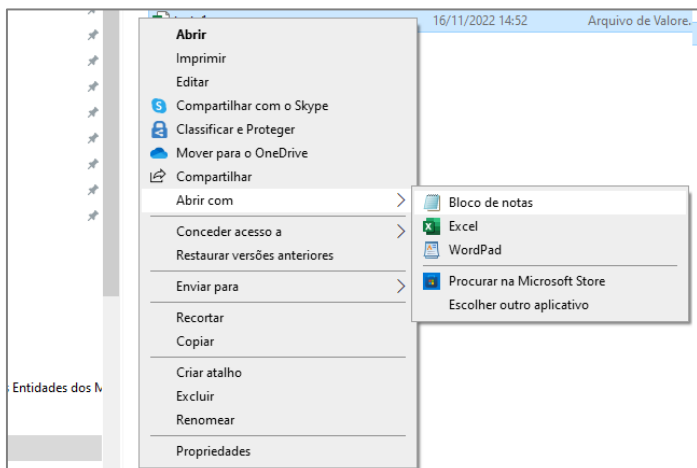 16/11/2022 14:52 Arquivo de Valore.
Abrir
Imprimir
Editar
Compartilhar com o Skype
Classificar e Proteger
Mover para o OneDrive
Compartilhar
Abrir com
Bloco de notas
Excel
WordPad
Procurar na Microsoft Store
Escolher outro aplicativo
Conceder acesso a
Restaurar versões anteriores
Enviar para
Recortar
Copiar
Criar atalho
Excluir
Renomear
Propriedades
Entidades dos M